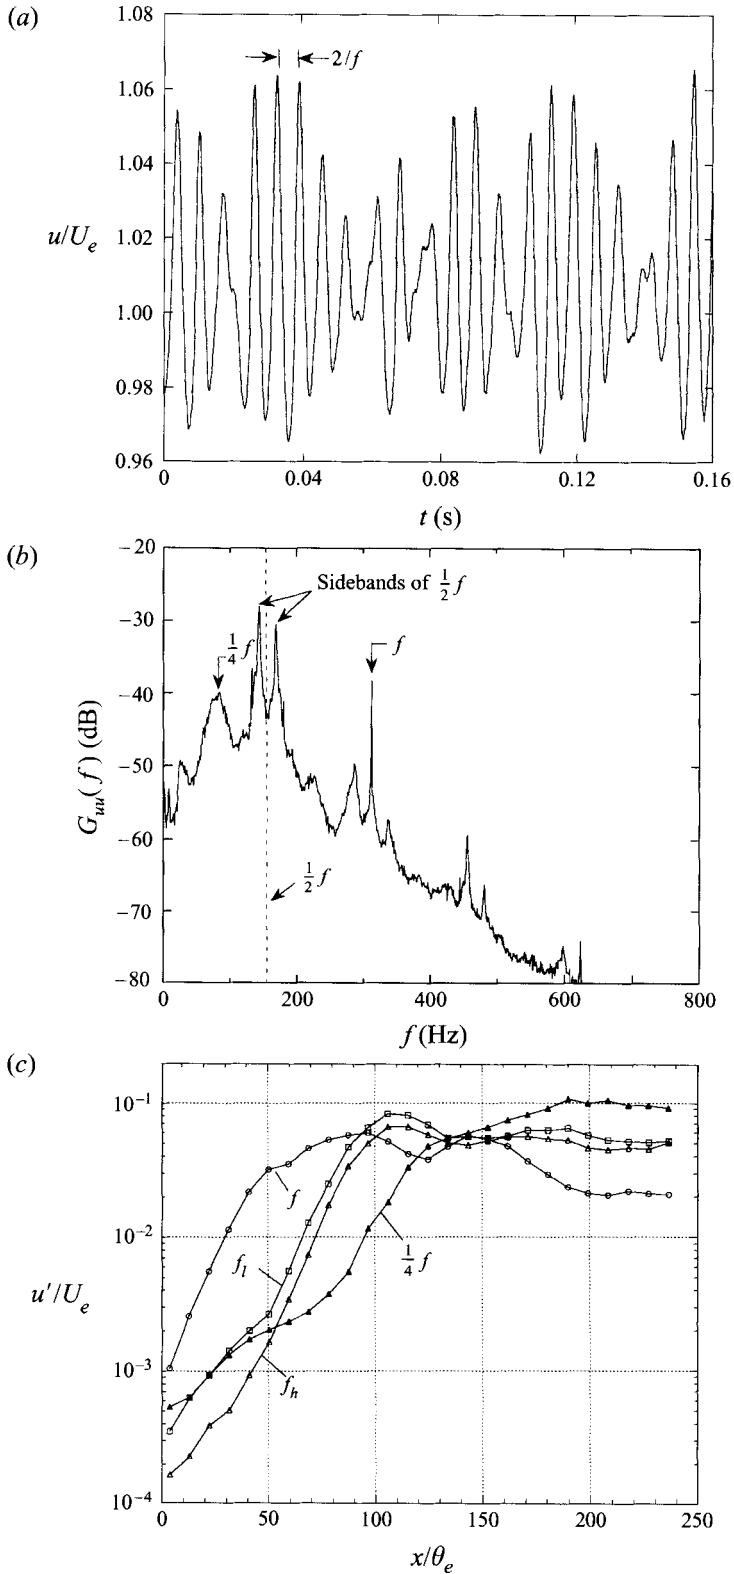 (a)
1.08
1.06
1.04
1.02
1.00
0.98
0.96
u/U_e
2/f
0 0.04 0.08 0.12 0.16
t (s)
(b)
−20
−30
−40
−50
−60
−70
−80
G_uu(f) (dB)
Sidebands of 1/2 f
1/4 f
f
1/2 f
0 200 400 600 800
f (Hz)
(c)
10^−1
10^−2
10^−3
10^−4
u′/U_e
f
f_l
1/4 f
f_h
0 50 100 150 200 250
x/θ_e